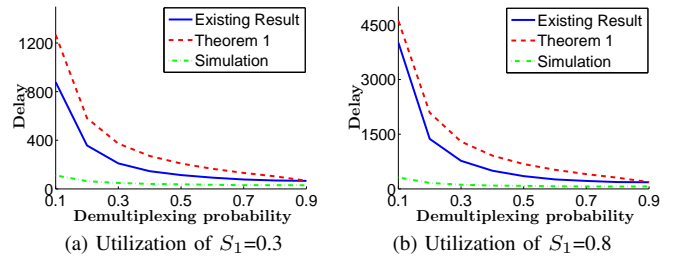 Existing Result
Theorem 1
Simulation
Delay
1200
800
400
0
0.1 0.3 0.5 0.7 0.9
Demultiplexing probability
(a) Utilization of S1=0.3
Existing Result
Theorem 1
Simulation
Delay
4500
3000
1500
0
0.1 0.3 0.5 0.7 0.9
Demultiplexing probability
(b) Utilization of S1=0.8